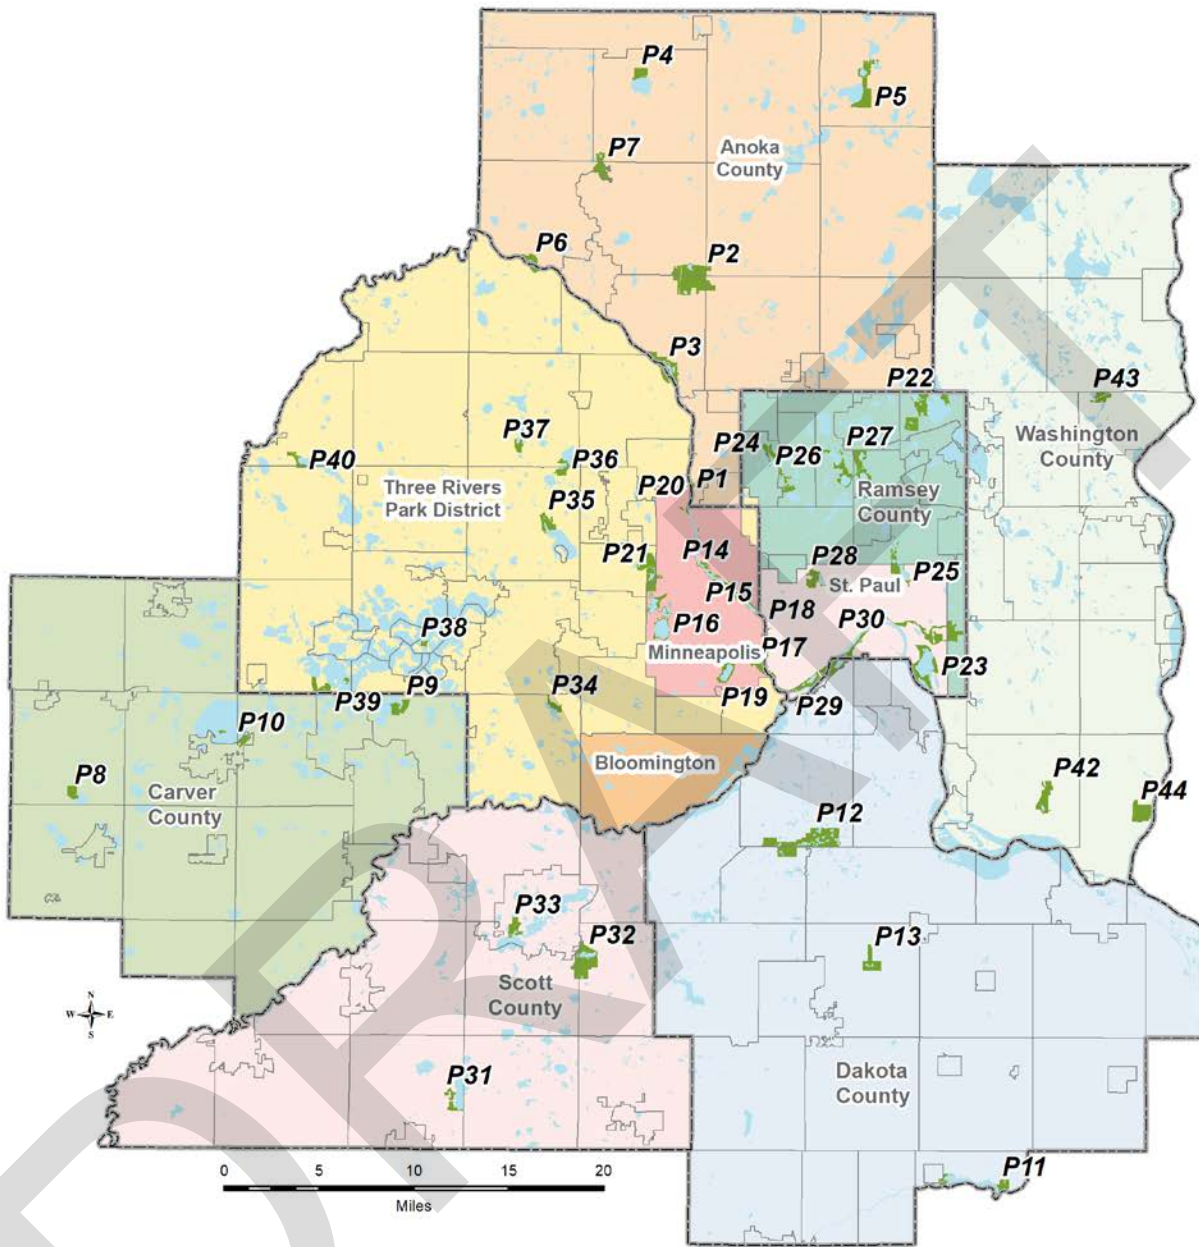 P4
P5
Anoka
County
P7
P6
P2
P3
P22
P43
Washington
County
P37
P40
P36
P24
P27
P26
P1
P20
Three Rivers
Park District
Ramsey
County
P35
P21
P14
P28
P25
St. Paul
P15
P18
P30
P16
P38
Minneapolis
P17
P23
P39
P9
P34
P19
P29
P10
Bloomington
P8
Carver
County
P42
P44
P12
P33
P32
P13
Scott
County
N
W E
S
P31
Dakota
County
0 5 10 15 20
Miles
P11
DRAFT